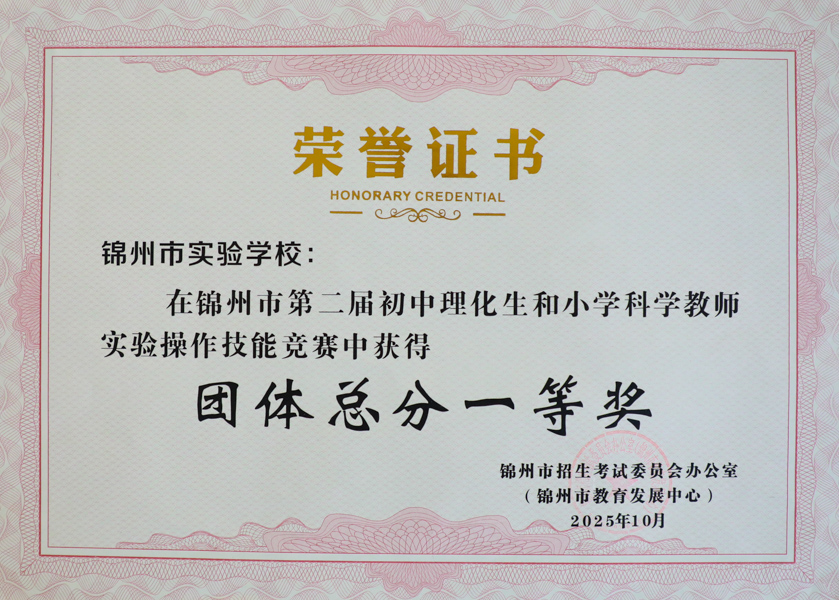 荣誉证书
HONORARY CREDENTIAL
锦州市实验学校：
在锦州市第二届初中理化生和小学科学教师
实验操作技能竞赛中获得
团体总分一等奖
锦州市招生考试委员会办公室
（锦州市教育发展中心）
2025年10月